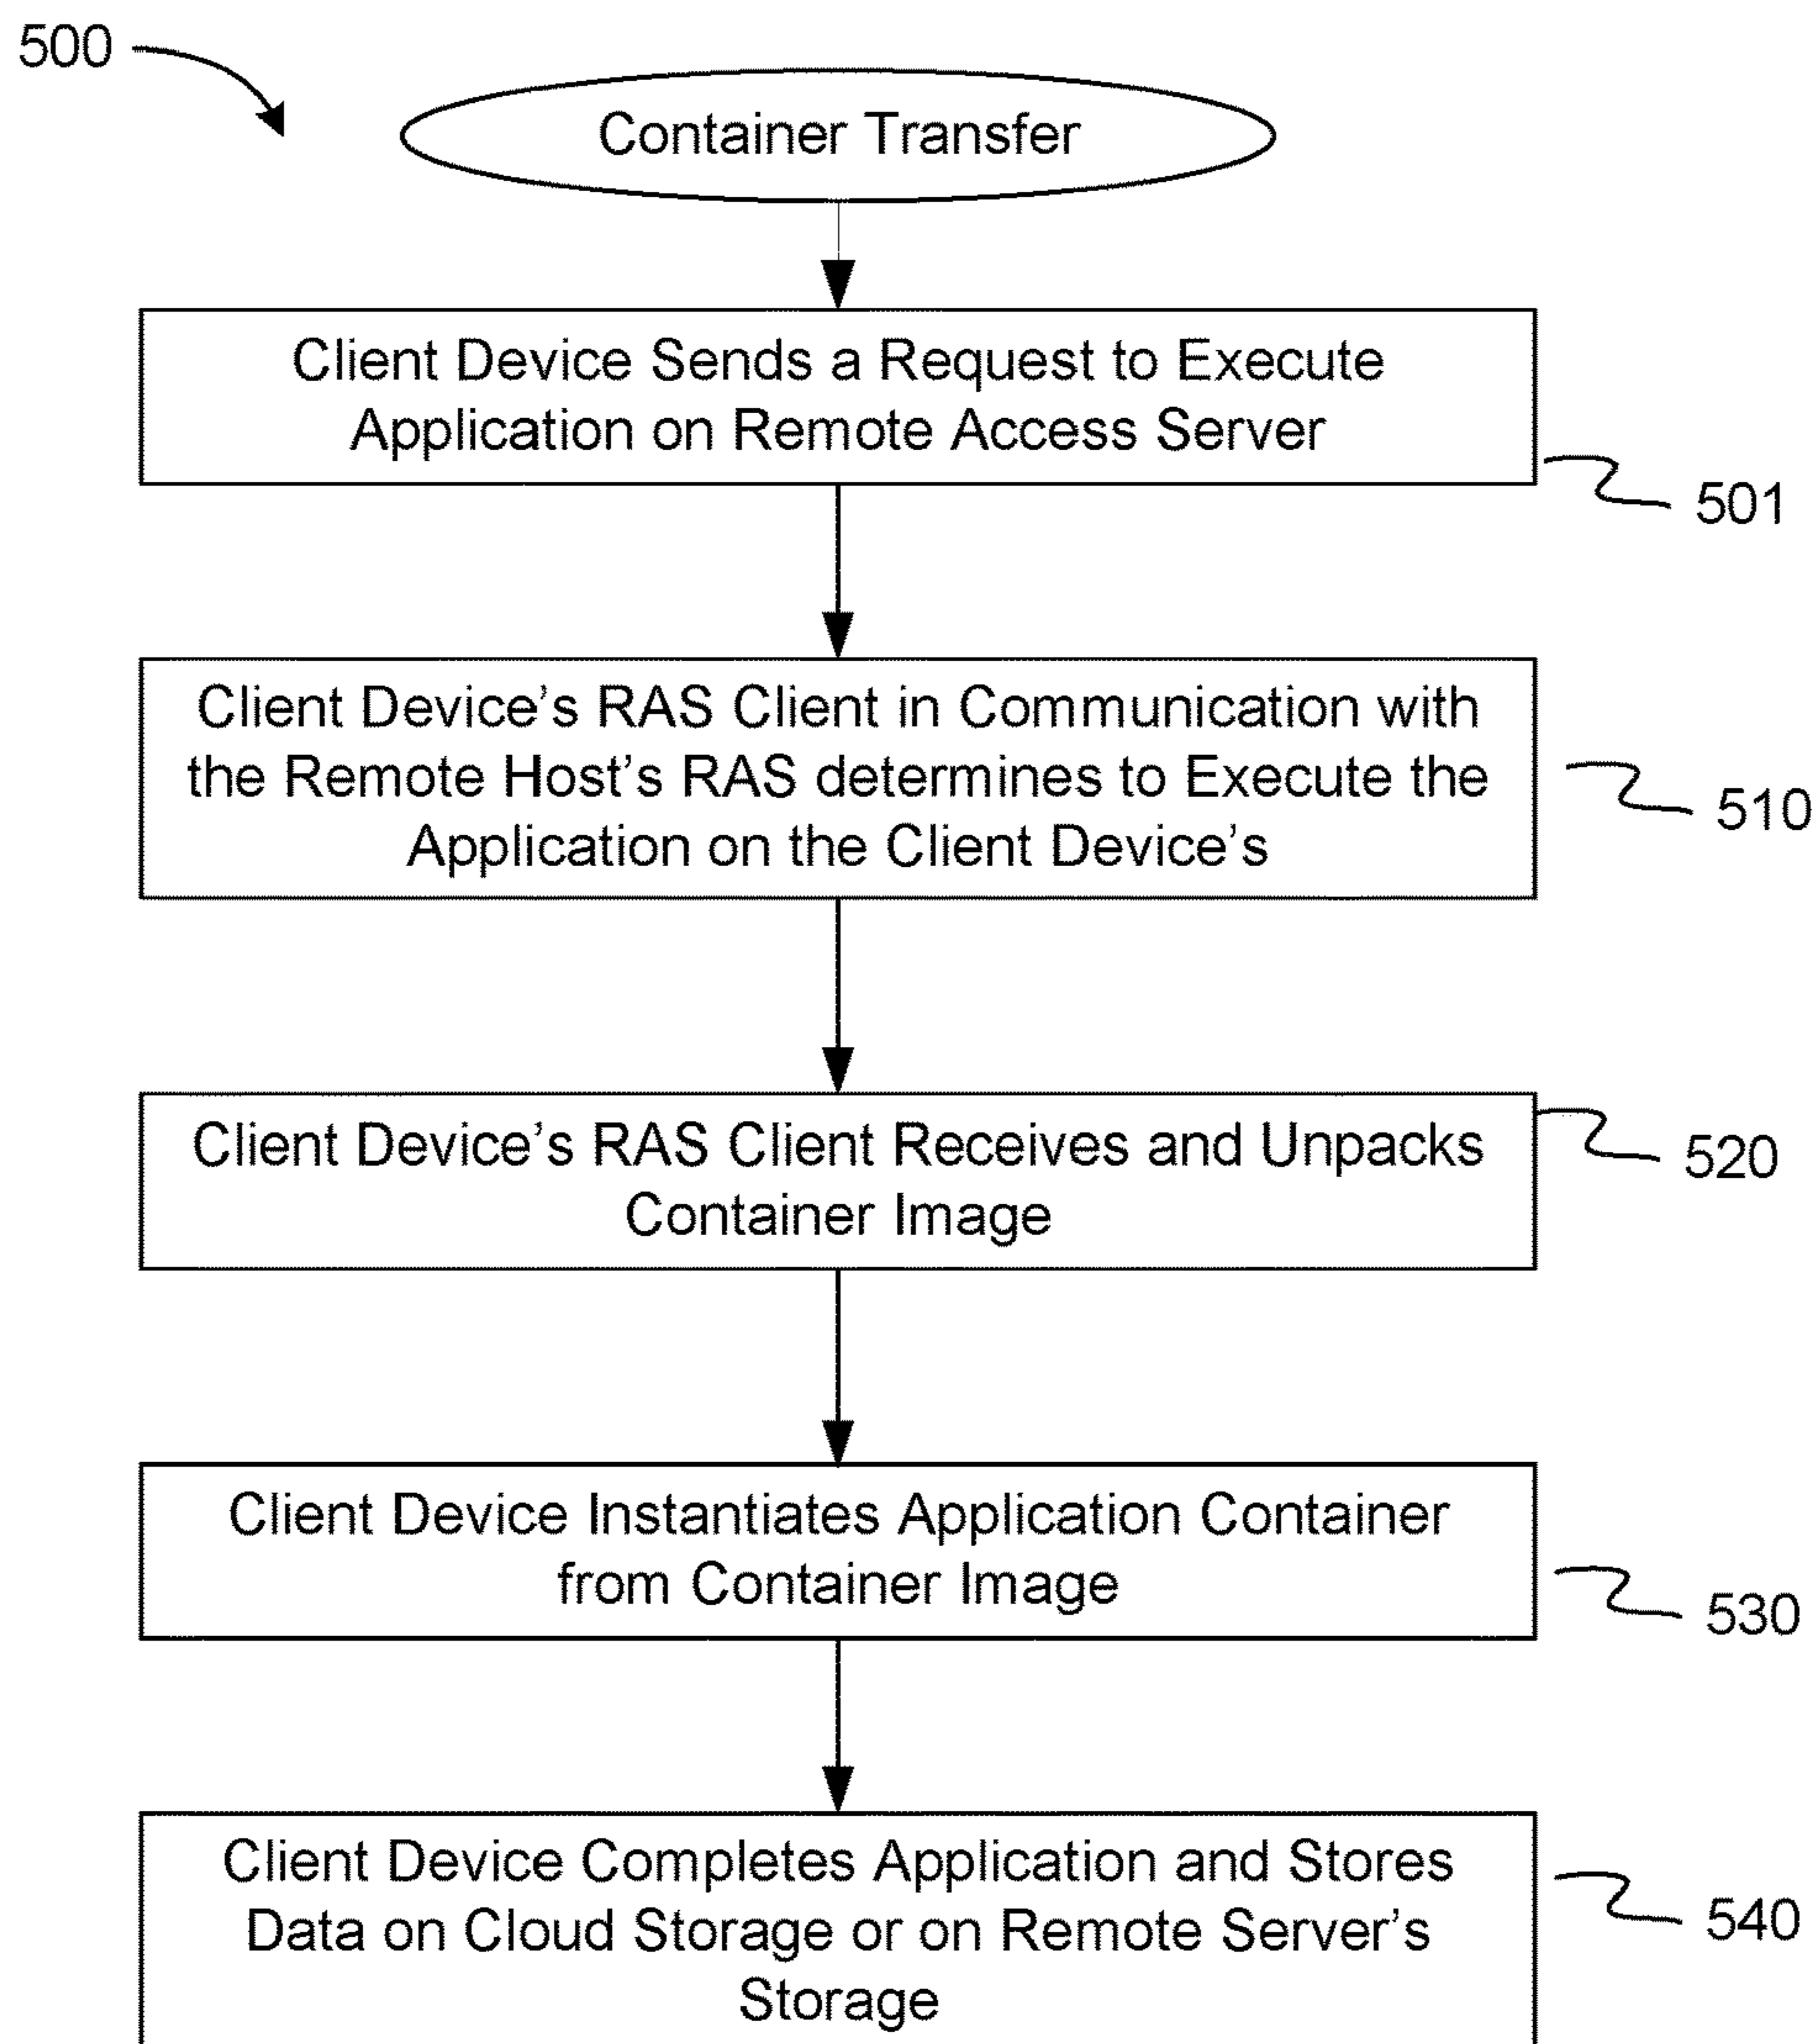 500
Container Transfer
Client Device Sends a Request to Execute
Application on Remote Access Server
501
Client Device's RAS Client in Communication with
the Remote Host's RAS determines to Execute the
Application on the Client Device's
510
Client Device's RAS Client Receives and Unpacks
Container Image
520
Client Device Instantiates Application Container
from Container Image
530
Client Device Completes Application and Stores
Data on Cloud Storage or on Remote Server's
Storage
540